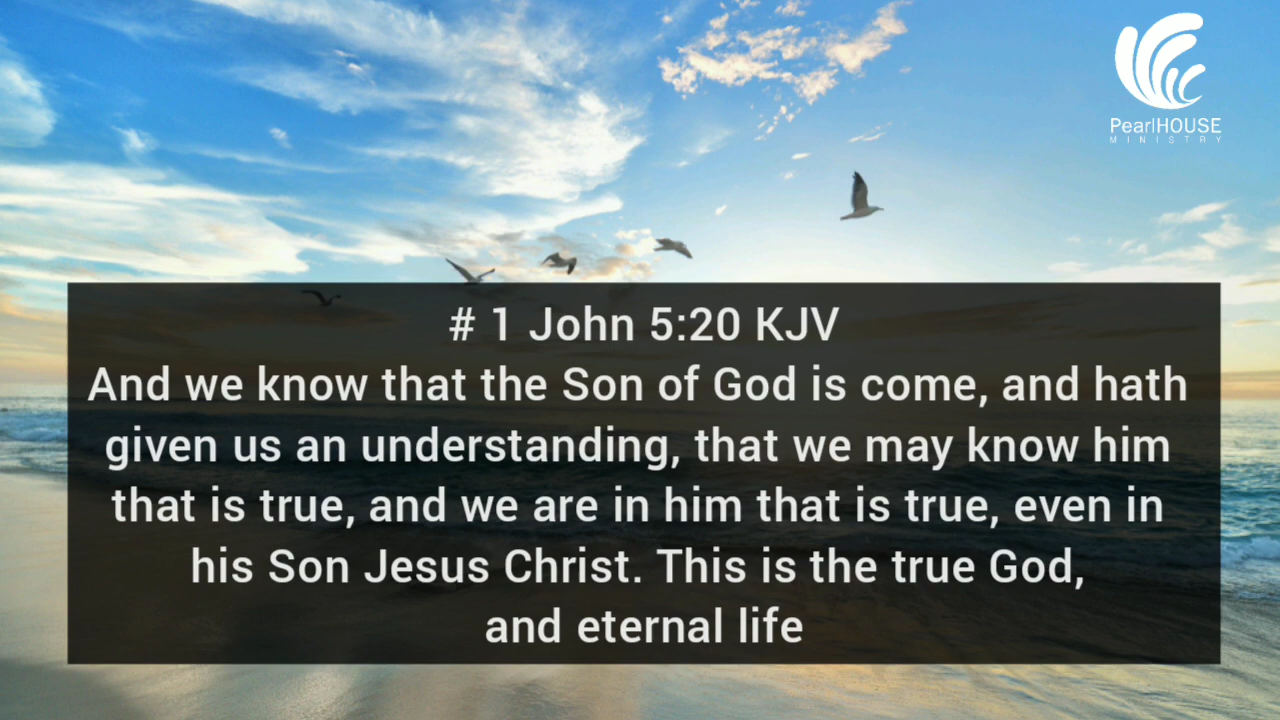 PearlHOUSE
MINISTRY
# 1 John 5:20 KJV
And we know that the Son of God is come, and hath
given us an understanding, that we may know him
that is true, and we are in him that is true, even in
his Son Jesus Christ. This is the true God,
and eternal life